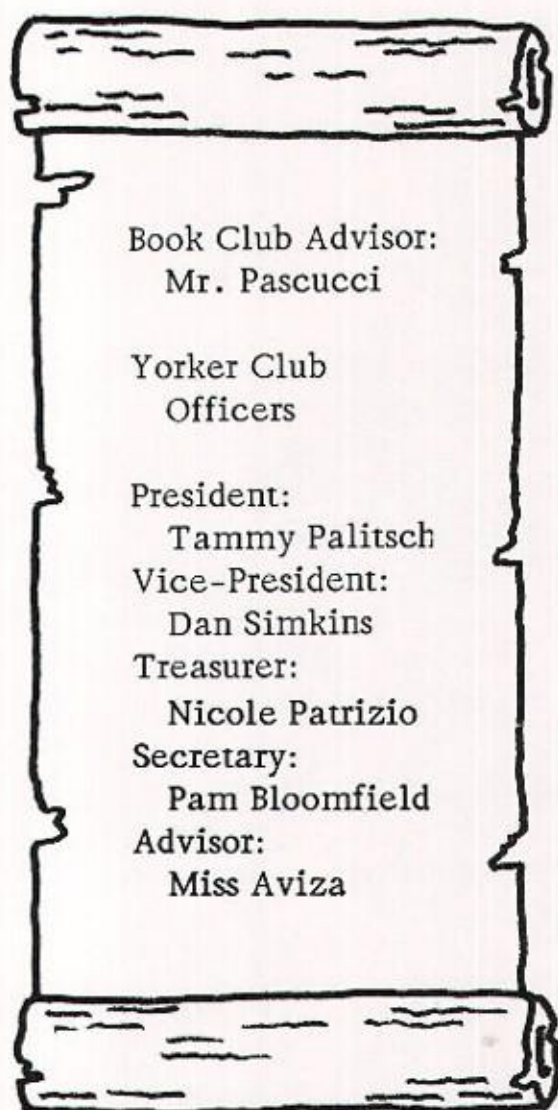 Book Club Advisor:
Mr. Pascucci
Yorker Club
Officers
President:
Tammy Palitsch
Vice-President:
Dan Simkins
Treasurer:
Nicole Patrizio
Secretary:
Pam Bloomfield
Advisor:
Miss Aviza